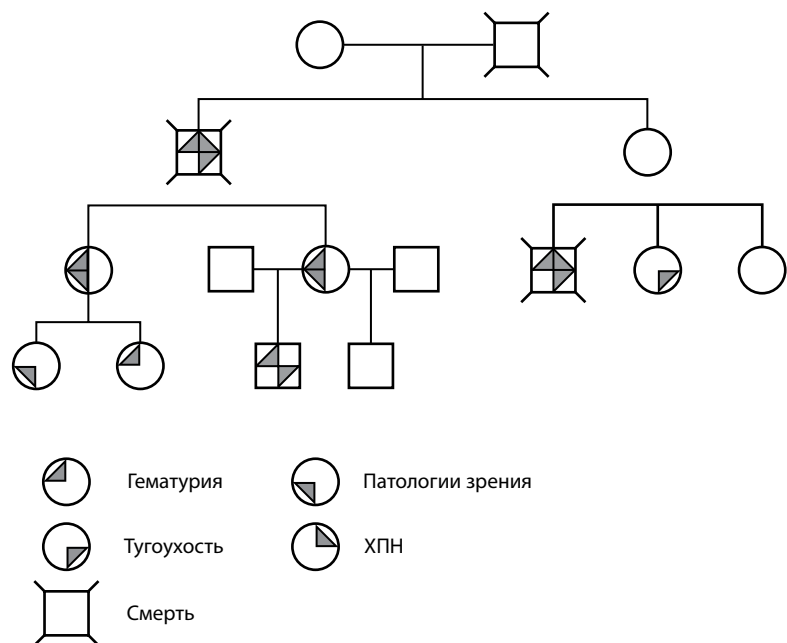 Гематурия
Патологии зрения
Тугоухость
ХПН
Смерть